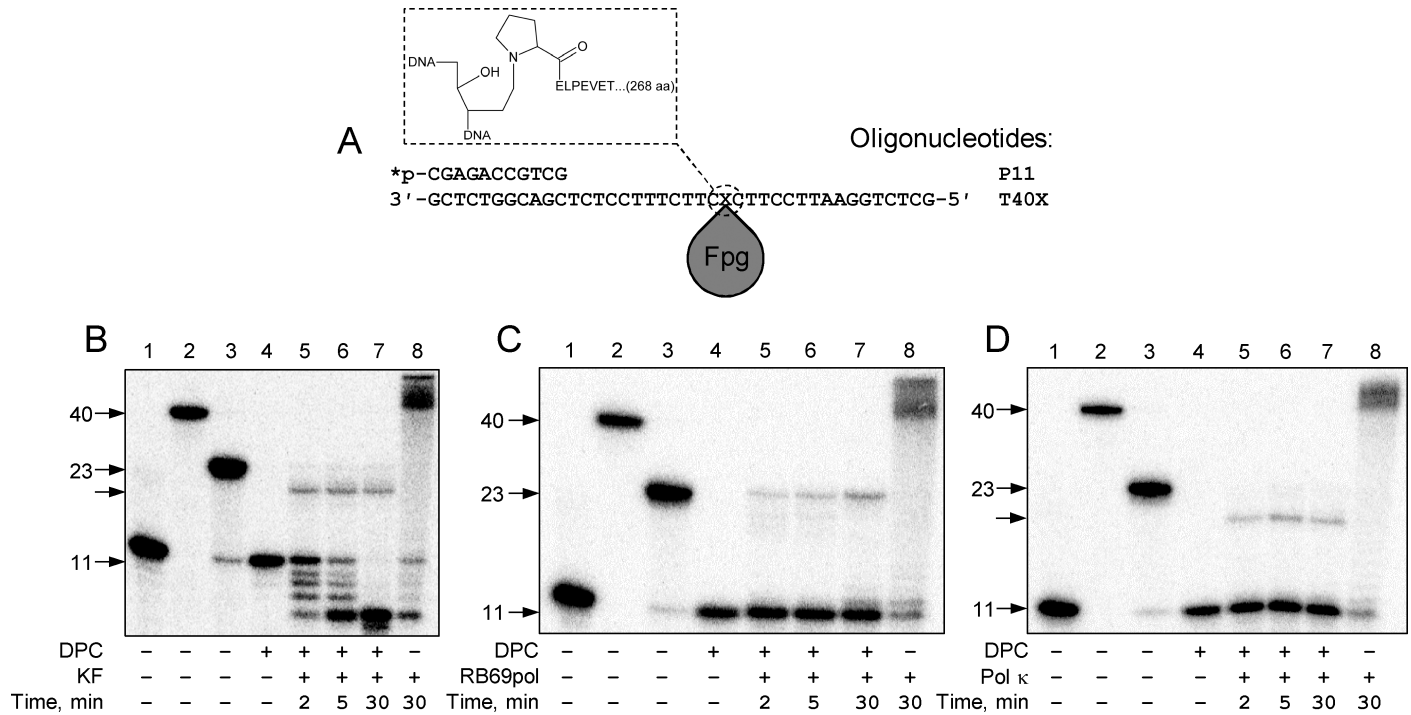 DNA
OH
N
O
ELPEVET...(268 aa)
DNA
A
Oligonucleotides:
*p-CGAGACCGTCG P11
3'-GCTCTGGCAGCTCTCCTTTCTTCXCTTCCTTAAGGTCTCG-5' T40X
Fpg
B
1 2 3 4 5 6 7 8
40
23
11
DPC - - - + + + + -
KF - - - - + + + +
Time, min - - - - 2 5 30 30
C
1 2 3 4 5 6 7 8
40
23
11
DPC - - - + + + + -
RB69pol - - - - + + + +
Time, min - - - - 2 5 30 30
D
1 2 3 4 5 6 7 8
40
23
11
DPC - - - + + + + -
Pol κ - - - - + + + +
Time, min - - - - 2 5 30 30